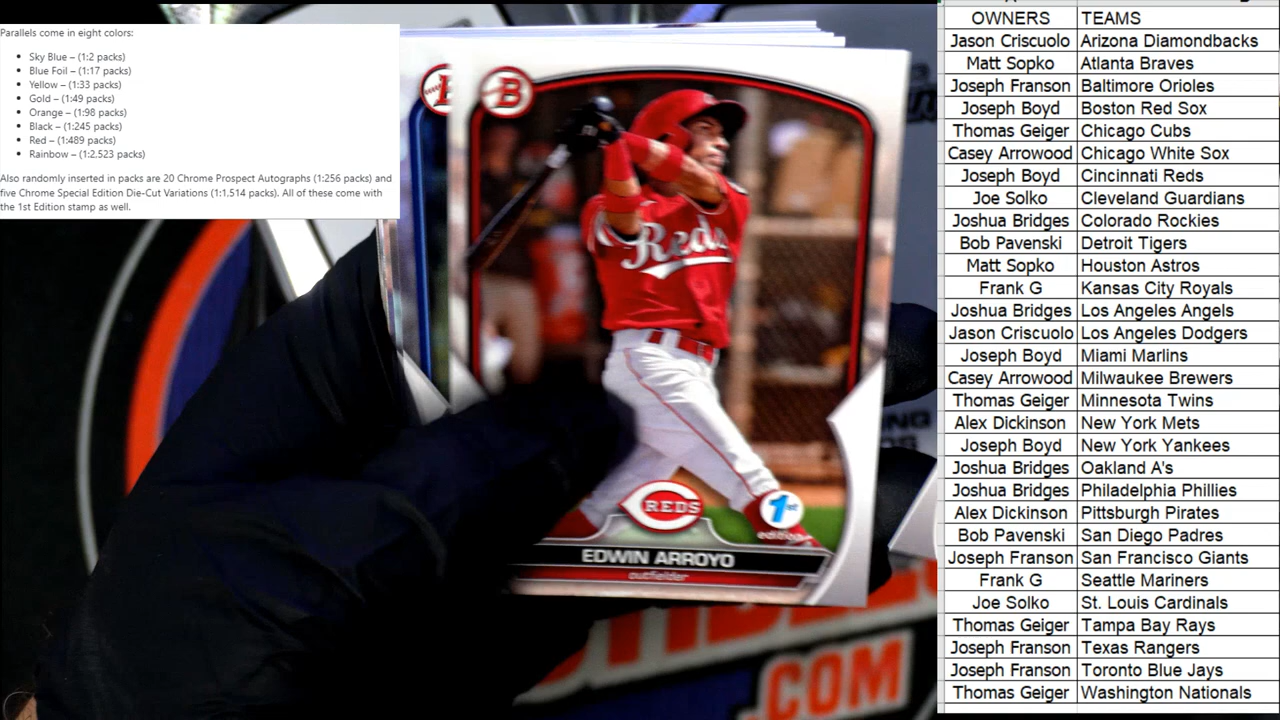 Parallels come in eight colors:
Sky Blue – (1:2 packs)
Blue Foil – (1:17 packs)
Yellow – (1:33 packs)
Gold – (1:49 packs)
Orange – (1:98 packs)
Black – (1:245 packs)
Red – (1:489 packs)
Rainbow – (1:2,523 packs)
Also randomly inserted in packs are 20 Chrome Prospect Autographs (1:256 packs) and
five Chrome Special Edition Die-Cut Variations (1:1,514 packs). All of these come with
the 1st Edition stamp as well.
B
Reds
REDS
1st
edition
EDWIN ARROYO
outfielder
.COM
OWNERS TEAMS
Jason Criscuolo Arizona Diamondbacks
Matt Sopko Atlanta Braves
Joseph Franson Baltimore Orioles
Joseph Boyd Boston Red Sox
Thomas Geiger Chicago Cubs
Casey Arrowood Chicago White Sox
Joseph Boyd Cincinnati Reds
Joe Solko Cleveland Guardians
Joshua Bridges Colorado Rockies
Bob Pavenski Detroit Tigers
Matt Sopko Houston Astros
Frank G Kansas City Royals
Joshua Bridges Los Angeles Angels
Jason Criscuolo Los Angeles Dodgers
Joseph Boyd Miami Marlins
Casey Arrowood Milwaukee Brewers
Thomas Geiger Minnesota Twins
Alex Dickinson New York Mets
Joseph Boyd New York Yankees
Joshua Bridges Oakland A's
Joshua Bridges Philadelphia Phillies
Alex Dickinson Pittsburgh Pirates
Bob Pavenski San Diego Padres
Joseph Franson San Francisco Giants
Frank G Seattle Mariners
Joe Solko St. Louis Cardinals
Thomas Geiger Tampa Bay Rays
Joseph Franson Texas Rangers
Joseph Franson Toronto Blue Jays
Thomas Geiger Washington Nationals